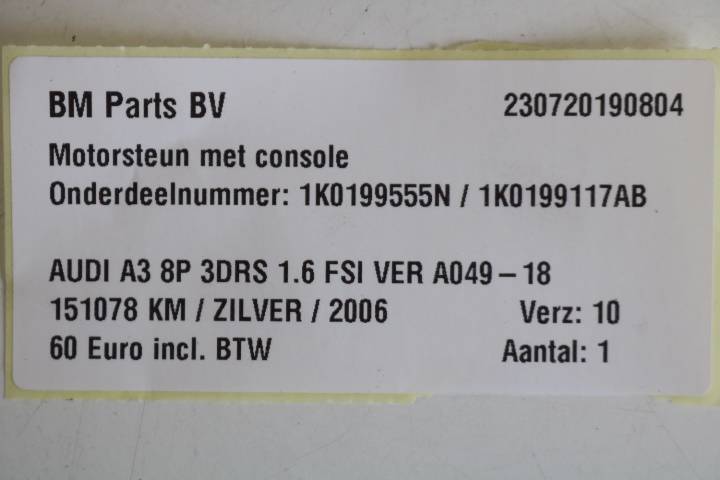 BM Parts BV 230720190804
Motorsteun met console
Onderdeelnummer: 1K0199555N / 1K0199117AB
AUDI A3 8P 3DRS 1.6 FSI VER A049 – 18
151078 KM / ZILVER / 2006 Verz: 10
60 Euro incl. BTW Aantal: 1